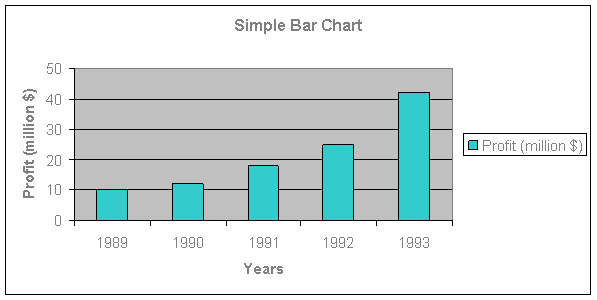 Simple Bar Chart
Profit (million $)
50
40
30
20
10
0
1989 1990 1991 1992 1993
Years
Profit (million $)